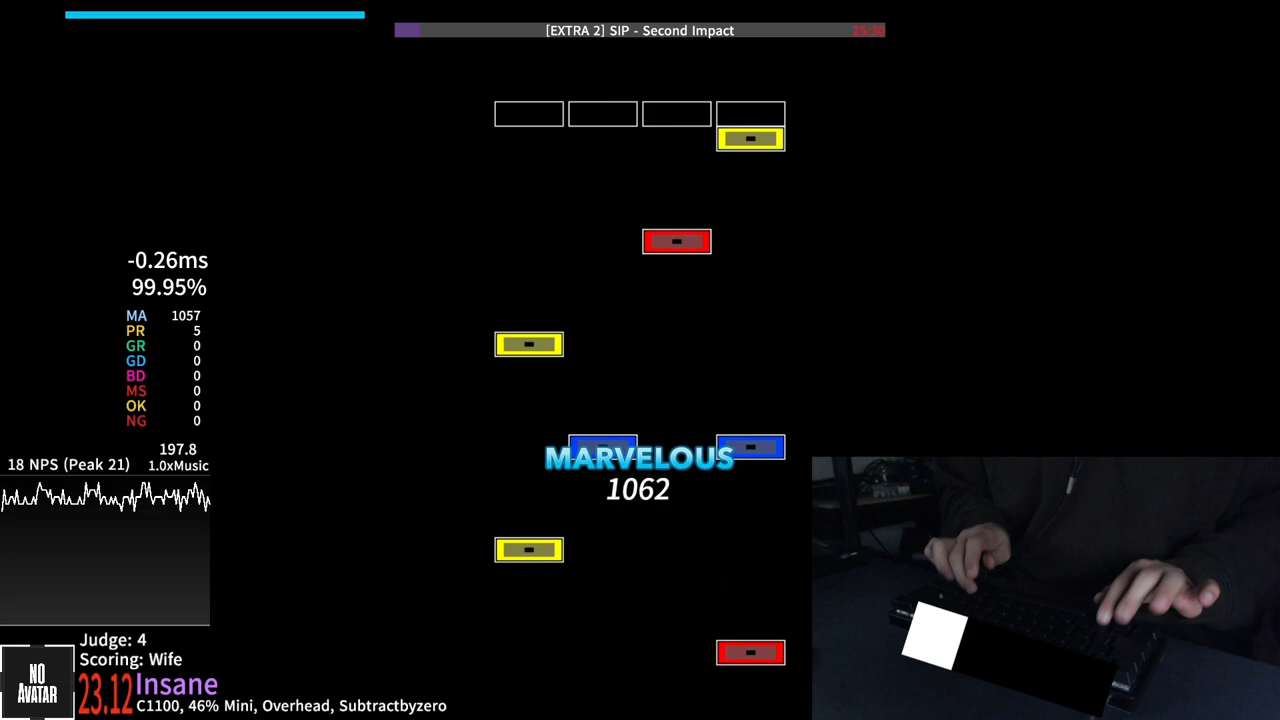 [EXTRA 2] SIP - Second Impact
-0.26ms
99.95%
MA 1057
PR 5
GR 0
GD 0
BD 0
MS 0
OK 0
NG 0
197.8
18 NPS (Peak 21) 1.0xMusic
MARVELOUS
1062
Judge: 4
Scoring: Wife
NO AVATAR
23.12 Insane
C1100, 46% Mini, Overhead, Subtractbyzero